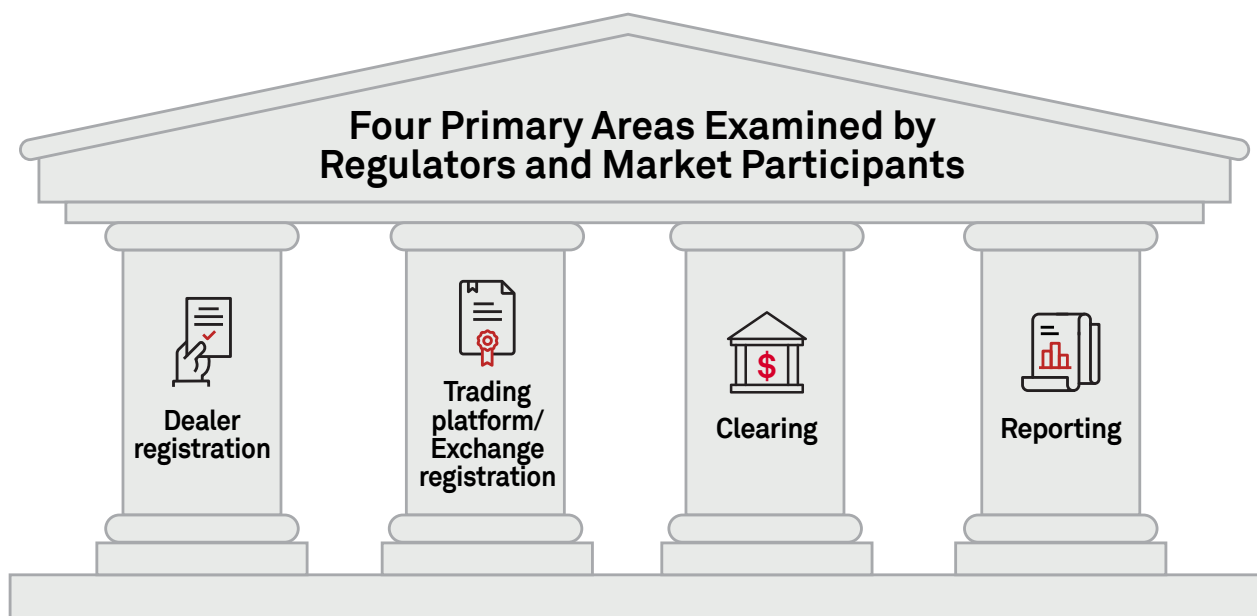 Four Primary Areas Examined by
Regulators and Market Participants
Dealer
registration
Trading
platform/
Exchange
registration
$
Clearing
Reporting